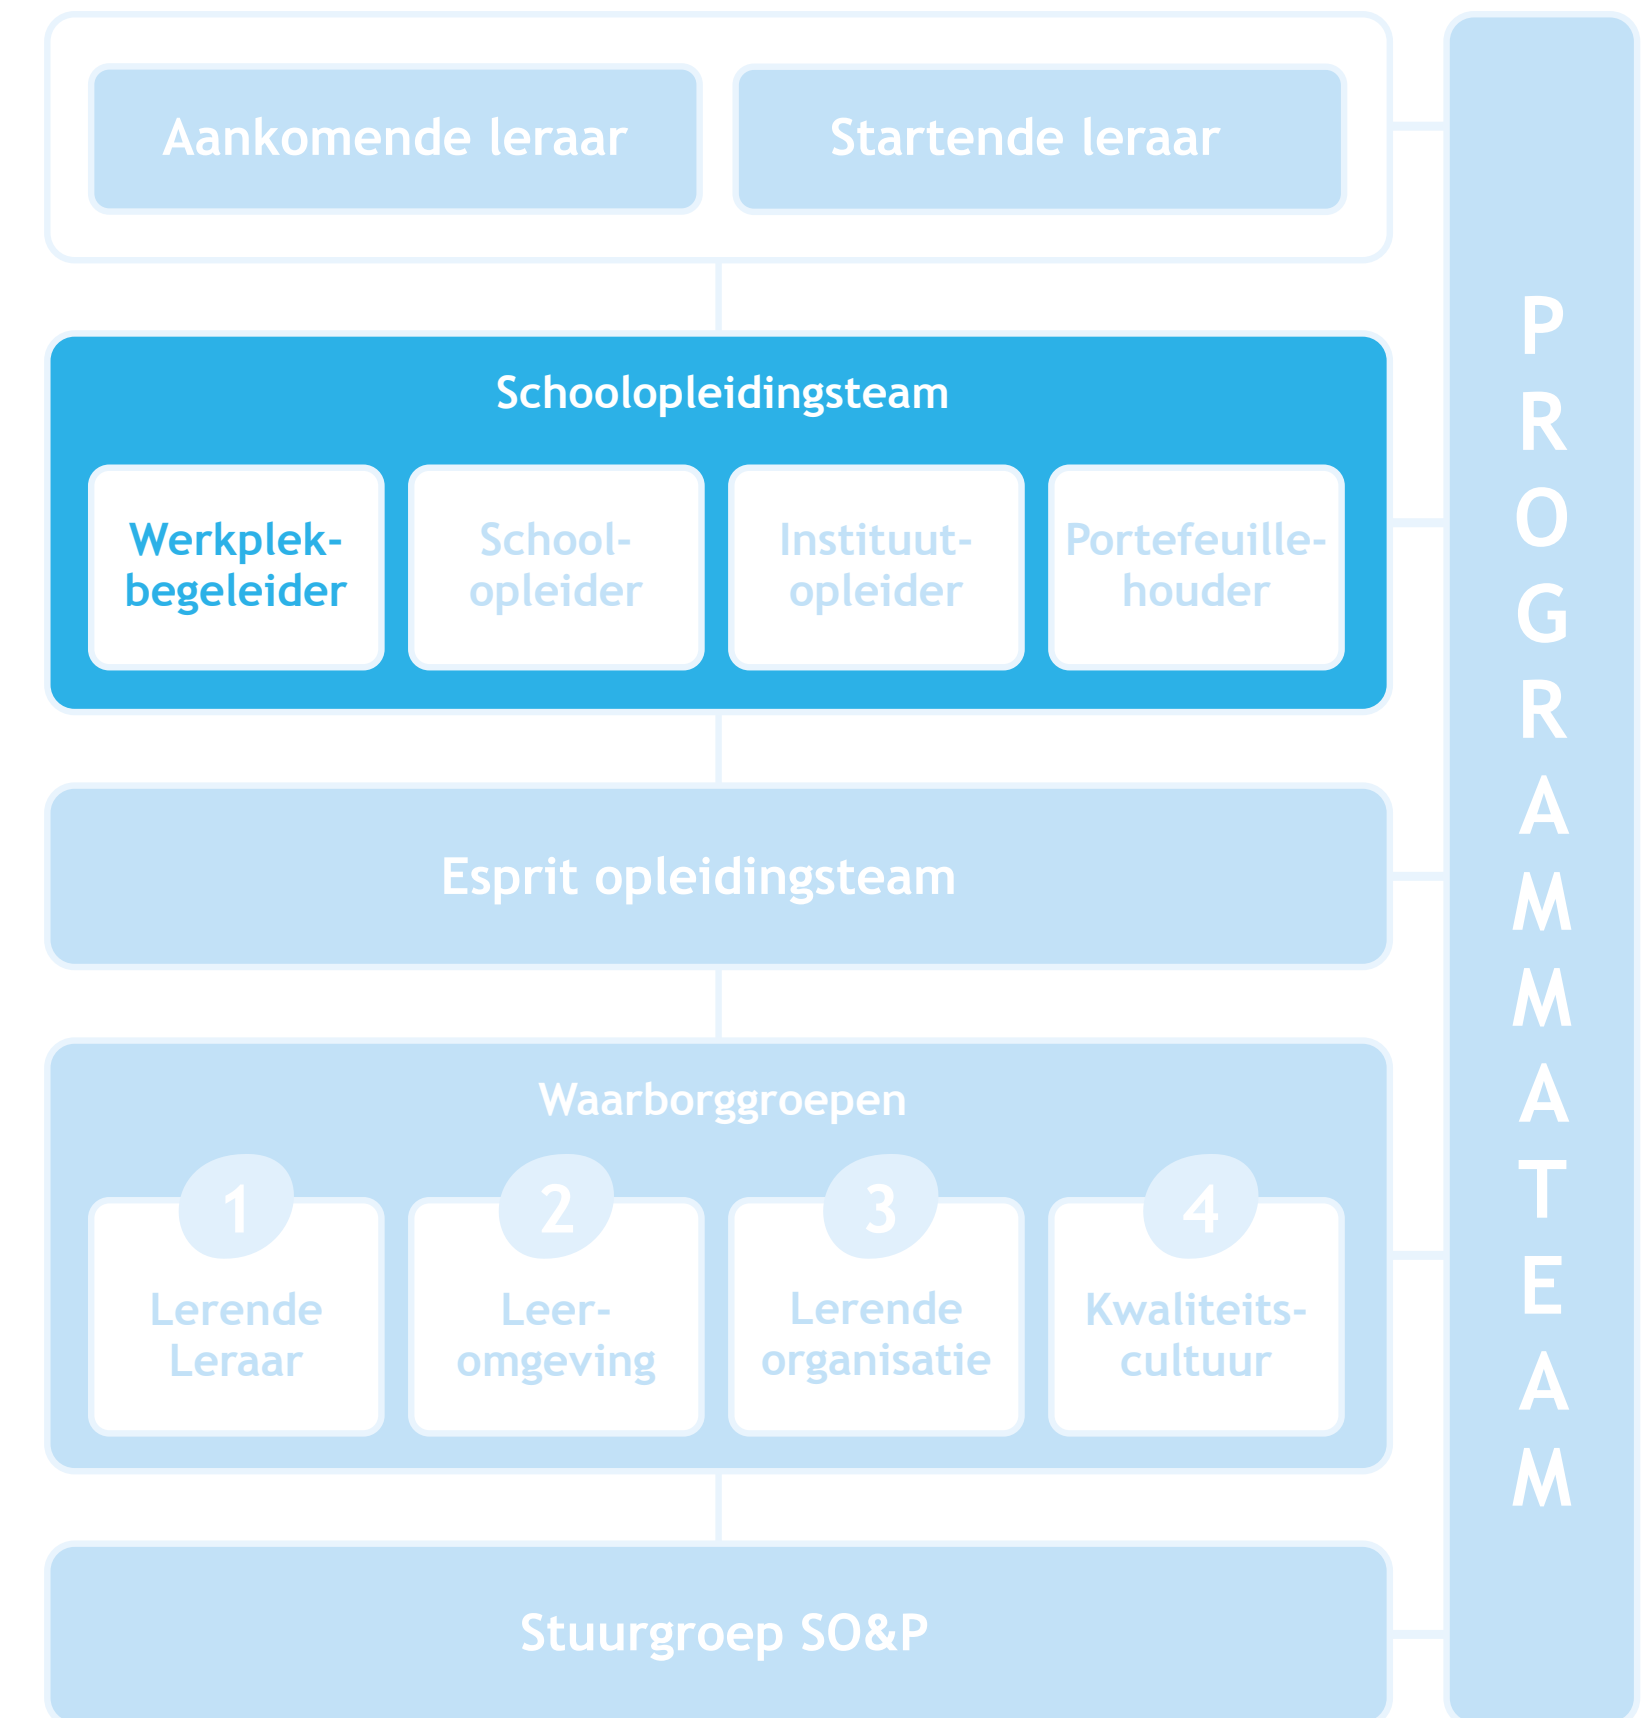 Aankomende leraar
Startende leraar
Schoolopleidingsteam
Werkplek-
begeleider
School-
opleider
Instituut-
opleider
Portefeuille-
houder
Esprit opleidingsteam
Waarborggroepen
1
Lerende
Leraar
2
Leer-
omgeving
3
Lerende
organisatie
4
Kwaliteits-
cultuur
Stuurgroep SO&P
PROGRAMMATEAM